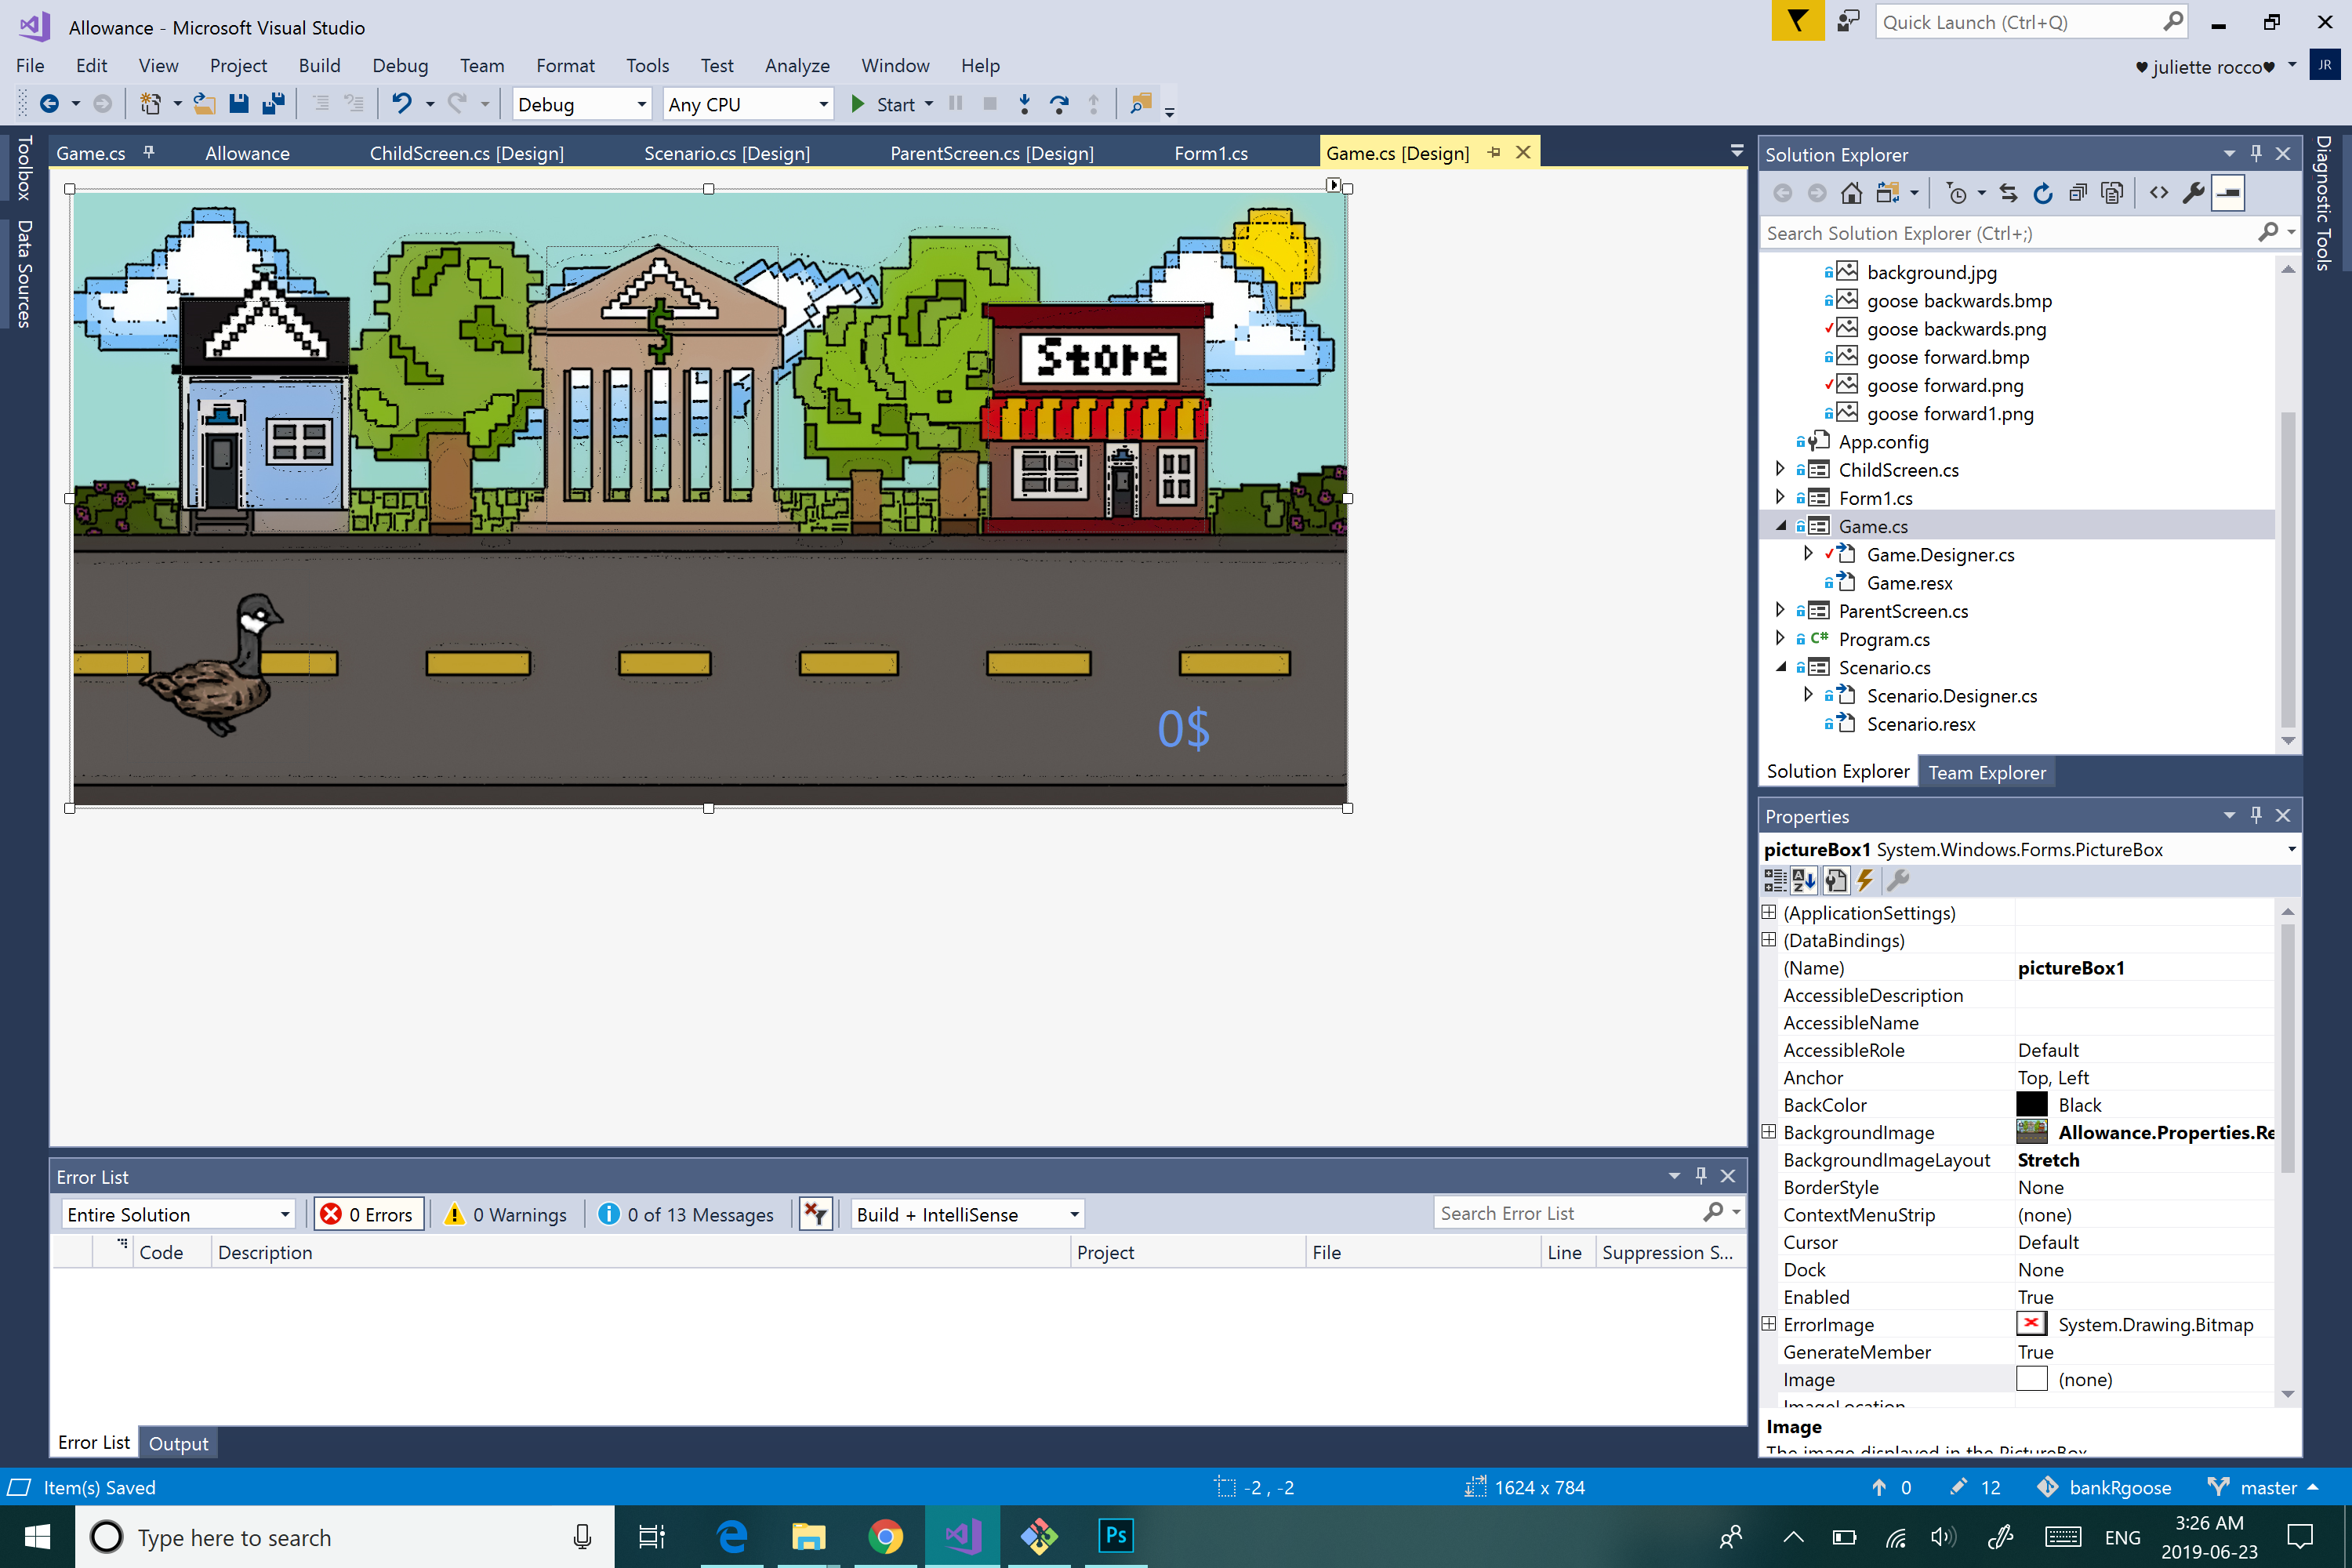 Allowance - Microsoft Visual Studio
Quick Launch (Ctrl+Q)
File Edit View Project Build Debug Team Format Tools Test Analyze Window Help
♥ juliette rocco♥ JR
Debug Any CPU Start
Toolbox
Data Sources
Game.cs Allowance ChildScreen.cs [Design] Scenario.cs [Design] ParentScreen.cs [Design] Form1.cs Game.cs [Design]
Store
$
0$
Solution Explorer
Search Solution Explorer (Ctrl+;)
background.jpg
goose backwards.bmp
goose backwards.png
goose forward.bmp
goose forward.png
goose forward1.png
App.config
ChildScreen.cs
Form1.cs
Game.cs
Game.Designer.cs
Game.resx
ParentScreen.cs
C# Program.cs
Scenario.cs
Scenario.Designer.cs
Scenario.resx
Solution Explorer Team Explorer
Diagnostic Tools
Properties
pictureBox1 System.Windows.Forms.PictureBox
(ApplicationSettings)
(DataBindings)
(Name) pictureBox1
AccessibleDescription
AccessibleName
AccessibleRole Default
Anchor Top, Left
BackColor Black
BackgroundImage Allowance.Properties.Re
BackgroundImageLayout Stretch
BorderStyle None
ContextMenuStrip (none)
Cursor Default
Dock None
Enabled True
ErrorImage System.Drawing.Bitmap
GenerateMember True
Image (none)
ImageLocation
Image
The image displayed in the PictureBox
Error List
Entire Solution 0 Errors 0 Warnings 0 of 13 Messages Build + IntelliSense Search Error List
Code Description Project File Line Suppression S...
Error List Output
Item(s) Saved -2 , -2 1624 x 784 0 12 bankRgoose master
Type here to search Ps ENG 3:26 AM
2019-06-23